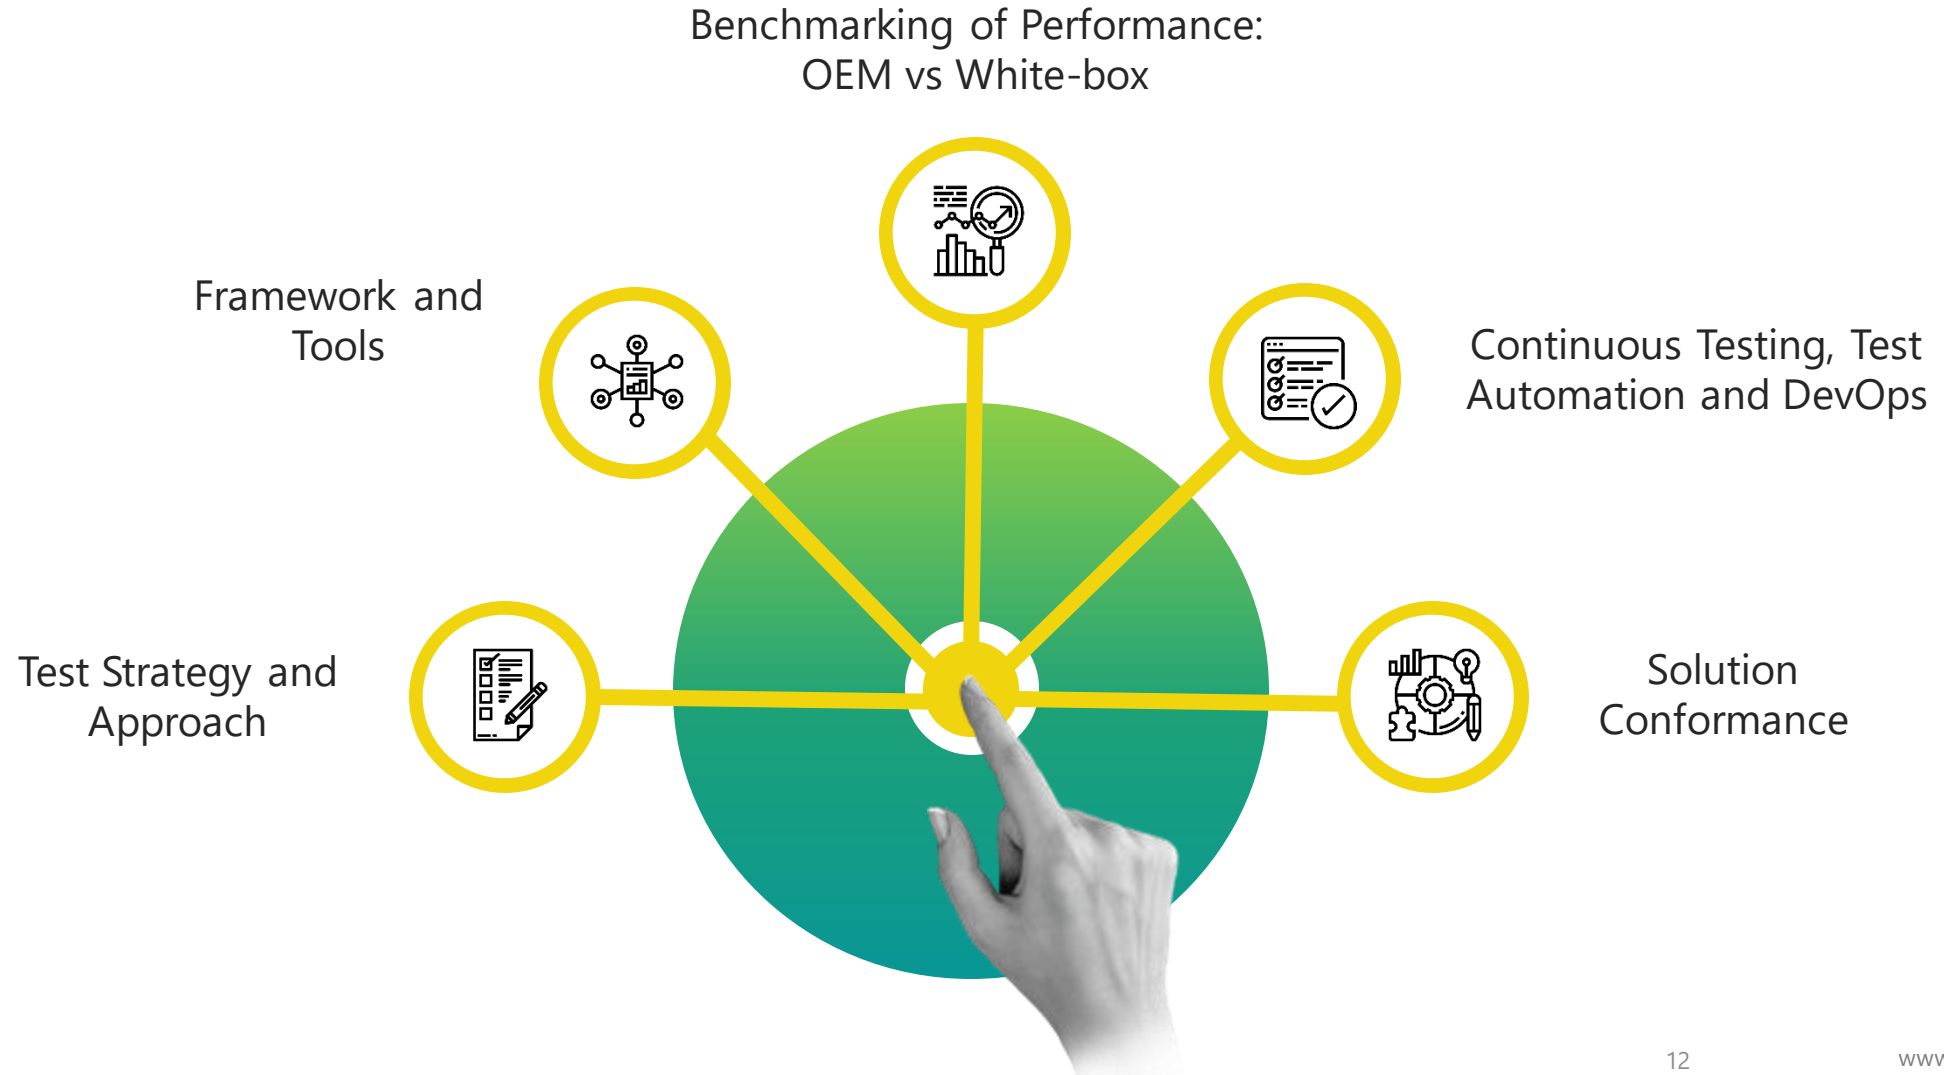 Benchmarking of Performance:
OEM vs White-box
Framework and
Tools
Continuous Testing, Test
Automation and DevOps
Test Strategy and
Approach
Solution
Conformance
12
www